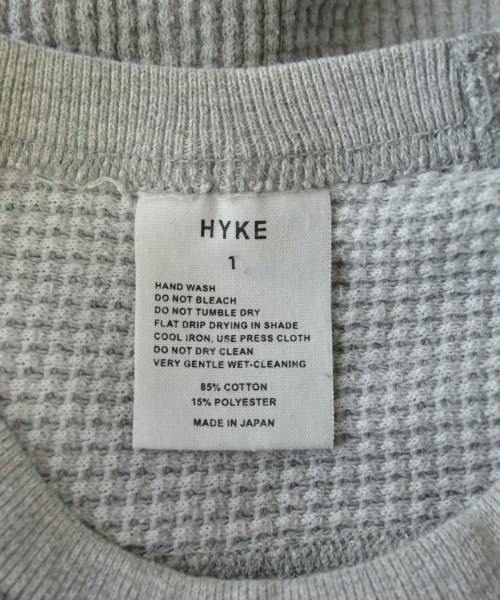 HYKE
1
HAND WASH
DO NOT BLEACH
DO NOT TUMBLE DRY
FLAT DRIP DRYING IN SHADE
COOL IRON, USE PRESS CLOTH
DO NOT DRY CLEAN
VERY GENTLE WET-CLEANING
85% COTTON
15% POLYESTER
MADE IN JAPAN